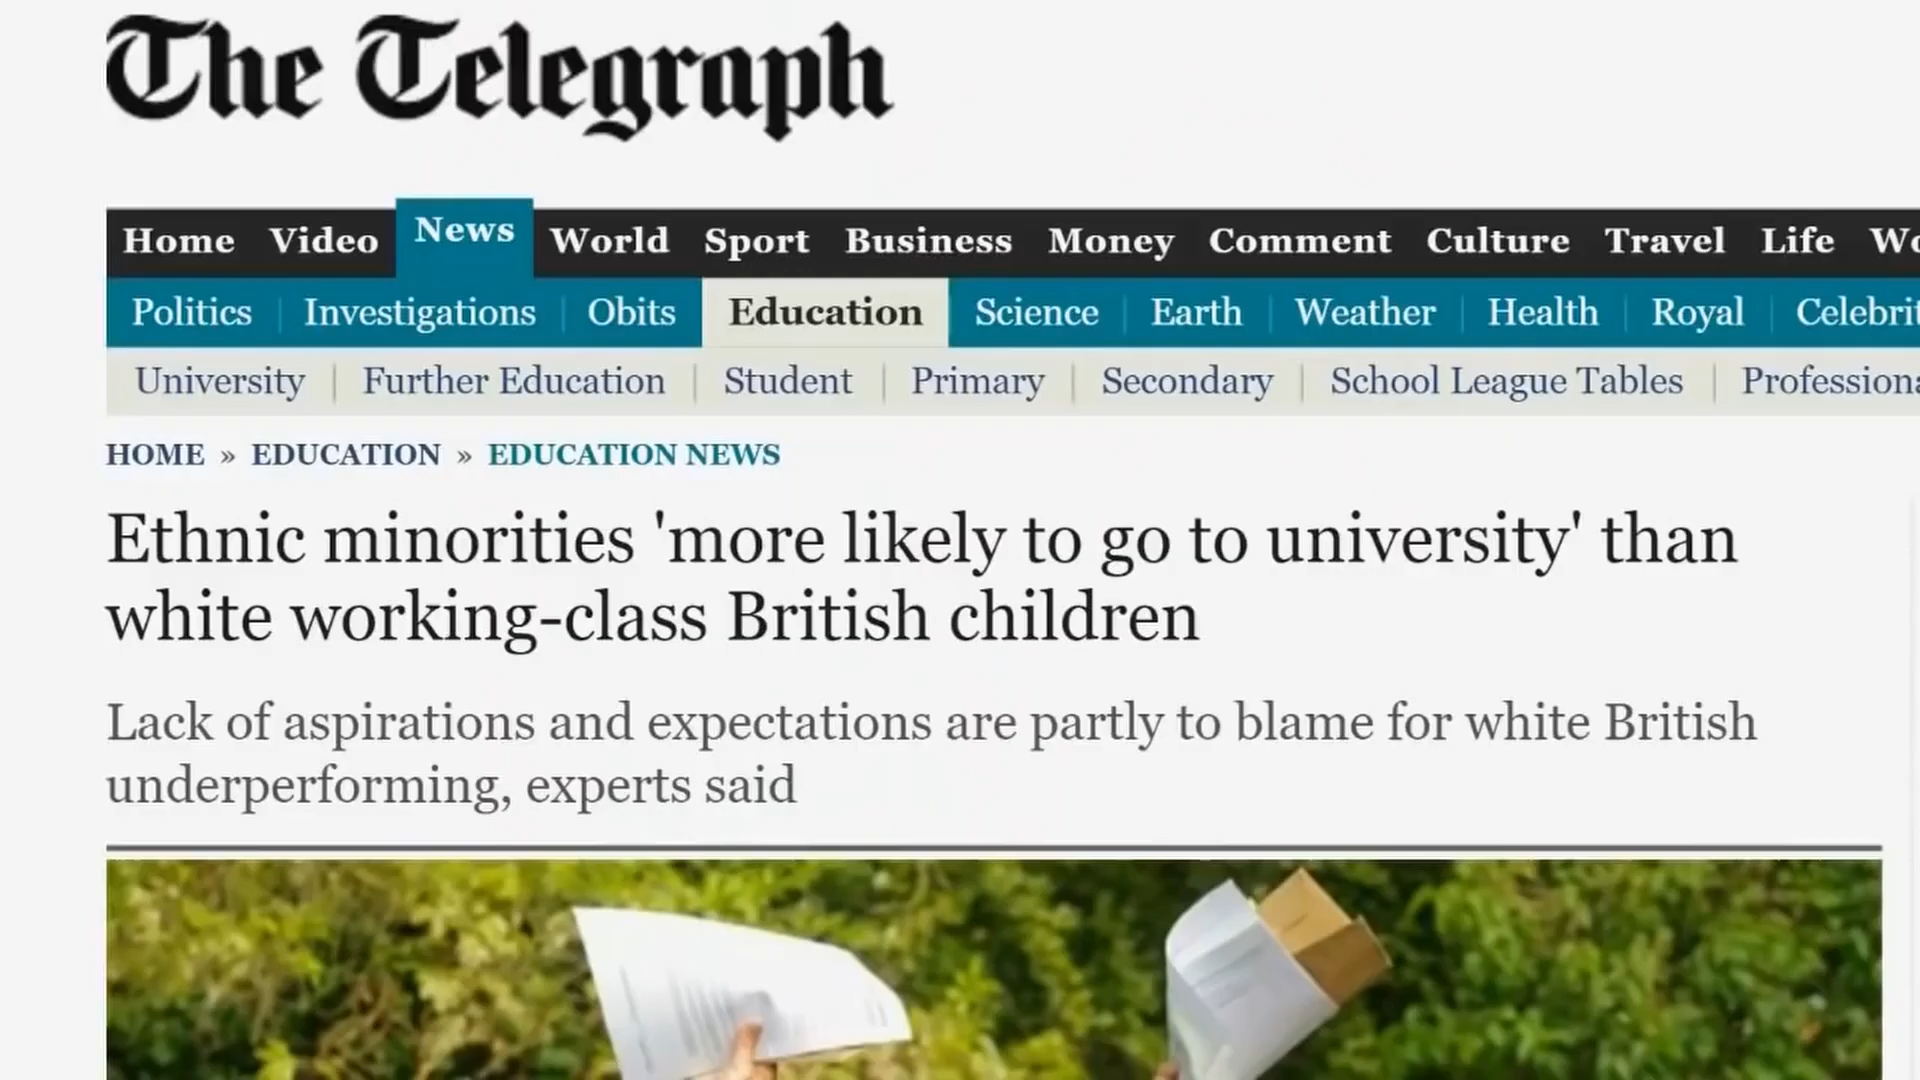 The Telegraph
Home Video News World Sport Business Money Comment Culture Travel Life
Politics Investigations Obits Education Science Earth Weather Health Royal
University Further Education Student Primary Secondary School League Tables
HOME » EDUCATION » EDUCATION NEWS
Ethnic minorities 'more likely to go to university' than
white working-class British children
Lack of aspirations and expectations are partly to blame for white British
underperforming, experts said